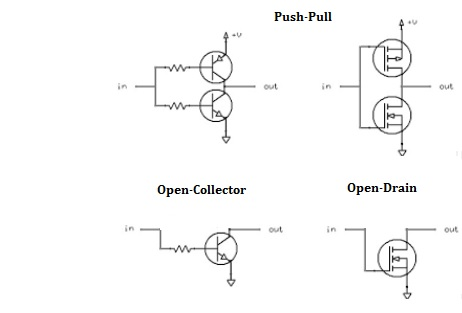 Push-Pull
+V
+V
in
out
in
out
Open-Collector
Open-Drain
in
out
in
out